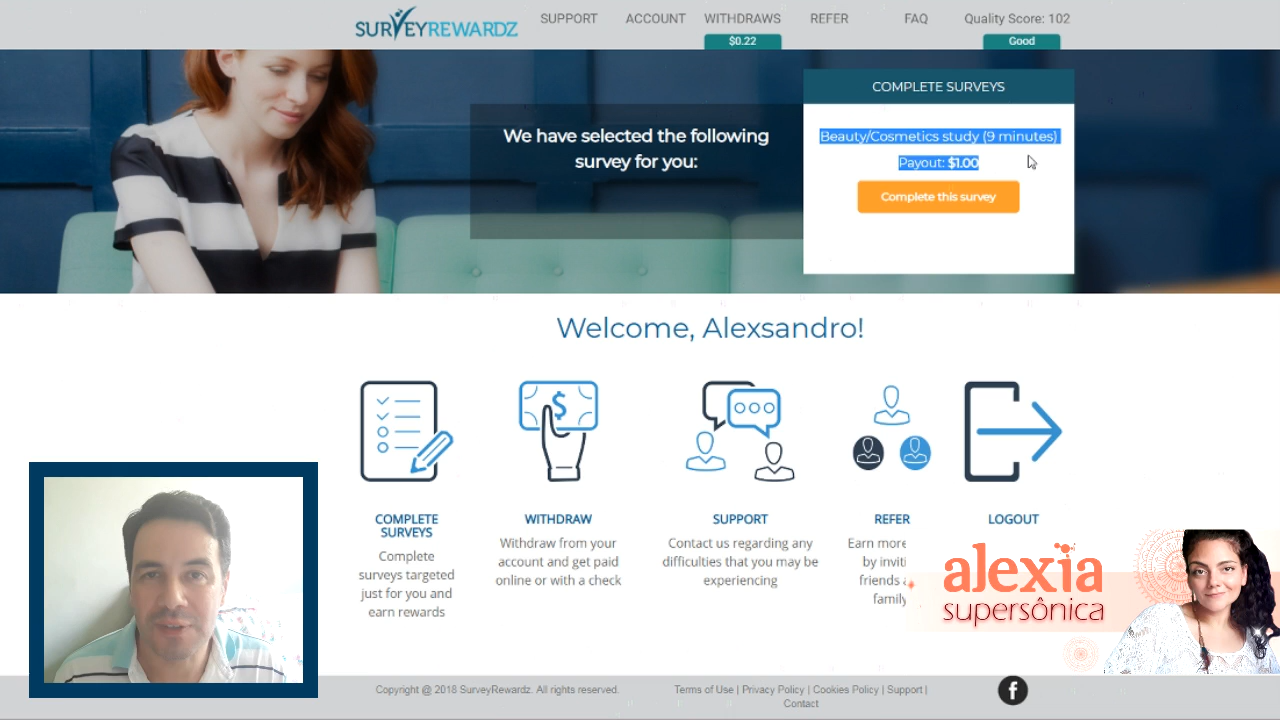 SURVEYREWARDZ
SUPPORT
ACCOUNT
WITHDRAWS
REFER
FAQ
Quality Score: 102
$0.22
Good
COMPLETE SURVEYS
We have selected the following
survey for you:
Beauty/Cosmetics study (9 minutes)
Payout: $1.00
Complete this survey
Welcome, Alexsandro!
COMPLETE
SURVEYS
Complete
surveys targeted
just for you and
earn rewards
WITHDRAW
Withdraw from your
account and get paid
online or with a check
SUPPORT
Contact us regarding any
difficulties that you may be
experiencing
REFER
Earn more
by inviti
friends
family
LOGOUT
alexia
supersônica
Copyright @ 2018 SurveyRewardz. All rights reserved.
Terms of Use | Privacy Policy | Cookies Policy | Support |
Contact
f